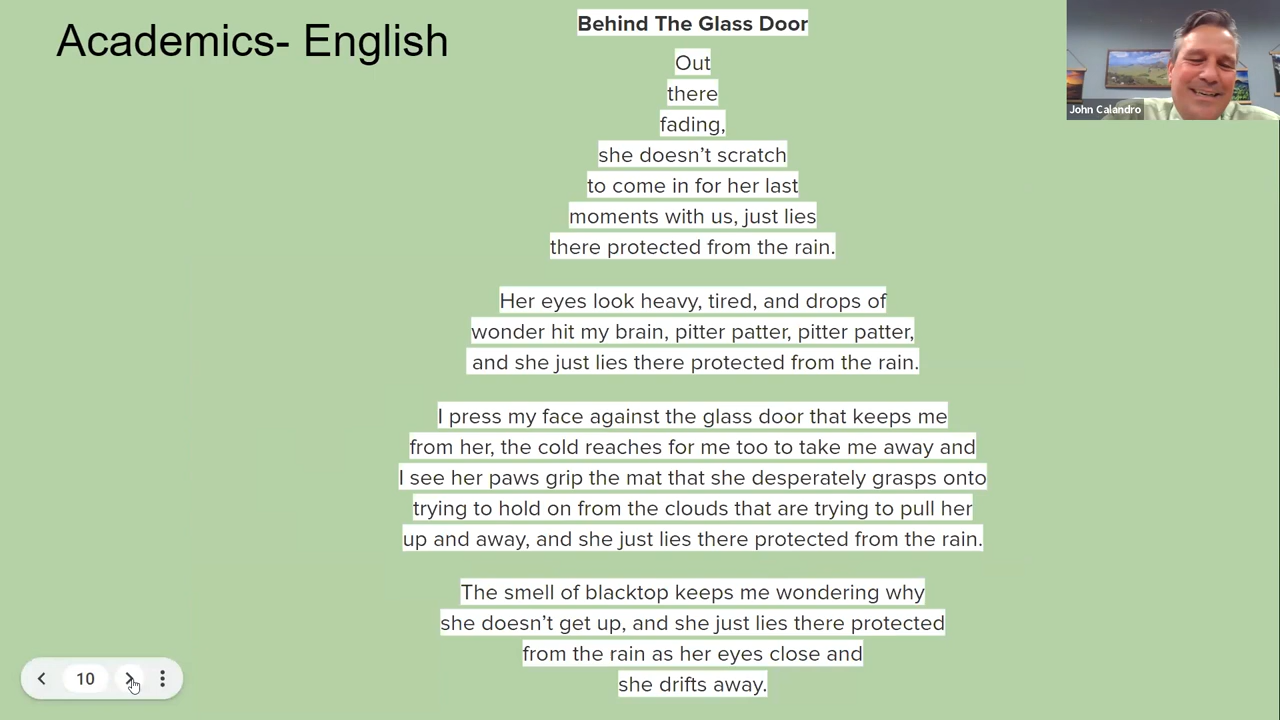 Academics- English
Behind The Glass Door
Out
there
fading,
she doesn’t scratch
to come in for her last
moments with us, just lies
there protected from the rain.
Her eyes look heavy, tired, and drops of
wonder hit my brain, pitter patter, pitter patter,
and she just lies there protected from the rain.
I press my face against the glass door that keeps me
from her, the cold reaches for me too to take me away and
I see her paws grip the mat that she desperately grasps onto
trying to hold on from the clouds that are trying to pull her
up and away, and she just lies there protected from the rain.
The smell of blacktop keeps me wondering why
she doesn’t get up, and she just lies there protected
from the rain as her eyes close and
she drifts away.
John Calandro
10